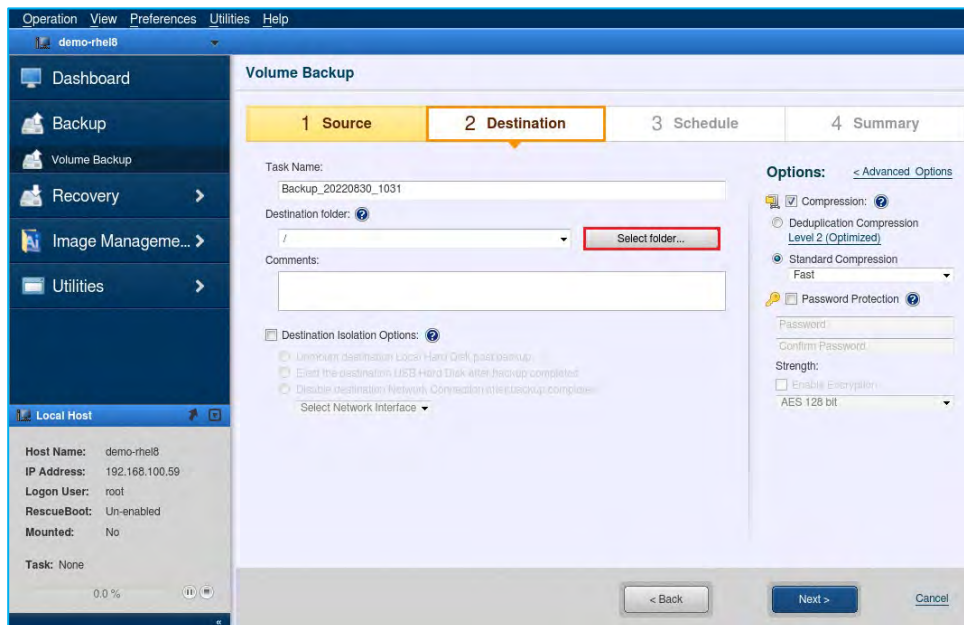 Operation View Preferences Utilities Help
demo-rhel8
Dashboard
Backup
Volume Backup
Recovery
Image Manageme...
Utilities
Local Host
Host Name: demo-rhel8
IP Address: 192.168.100.59
Logon User: root
RescueBoot: Un-enabled
Mounted: No
Task: None
0.0 %
«
Volume Backup
1 Source
2 Destination
3 Schedule
4 Summary
Task Name:
Backup_20220830_1031
Destination folder: ?
/
Select folder...
Comments:
Destination Isolation Options: ?
Unmount destination Local Hard Disk post backup
Eject the destination USB Hard Disk after backup completed
Disable destination Network Connection after backup completes
Select Network Interface
Options: < Advanced Options
Compression: ?
Deduplication Compression
Level 2 (Optimized)
Standard Compression
Fast
Password Protection ?
Password
Confirm Password
Strength:
Enable Encryption
AES 128 bit
< Back
Next >
Cancel